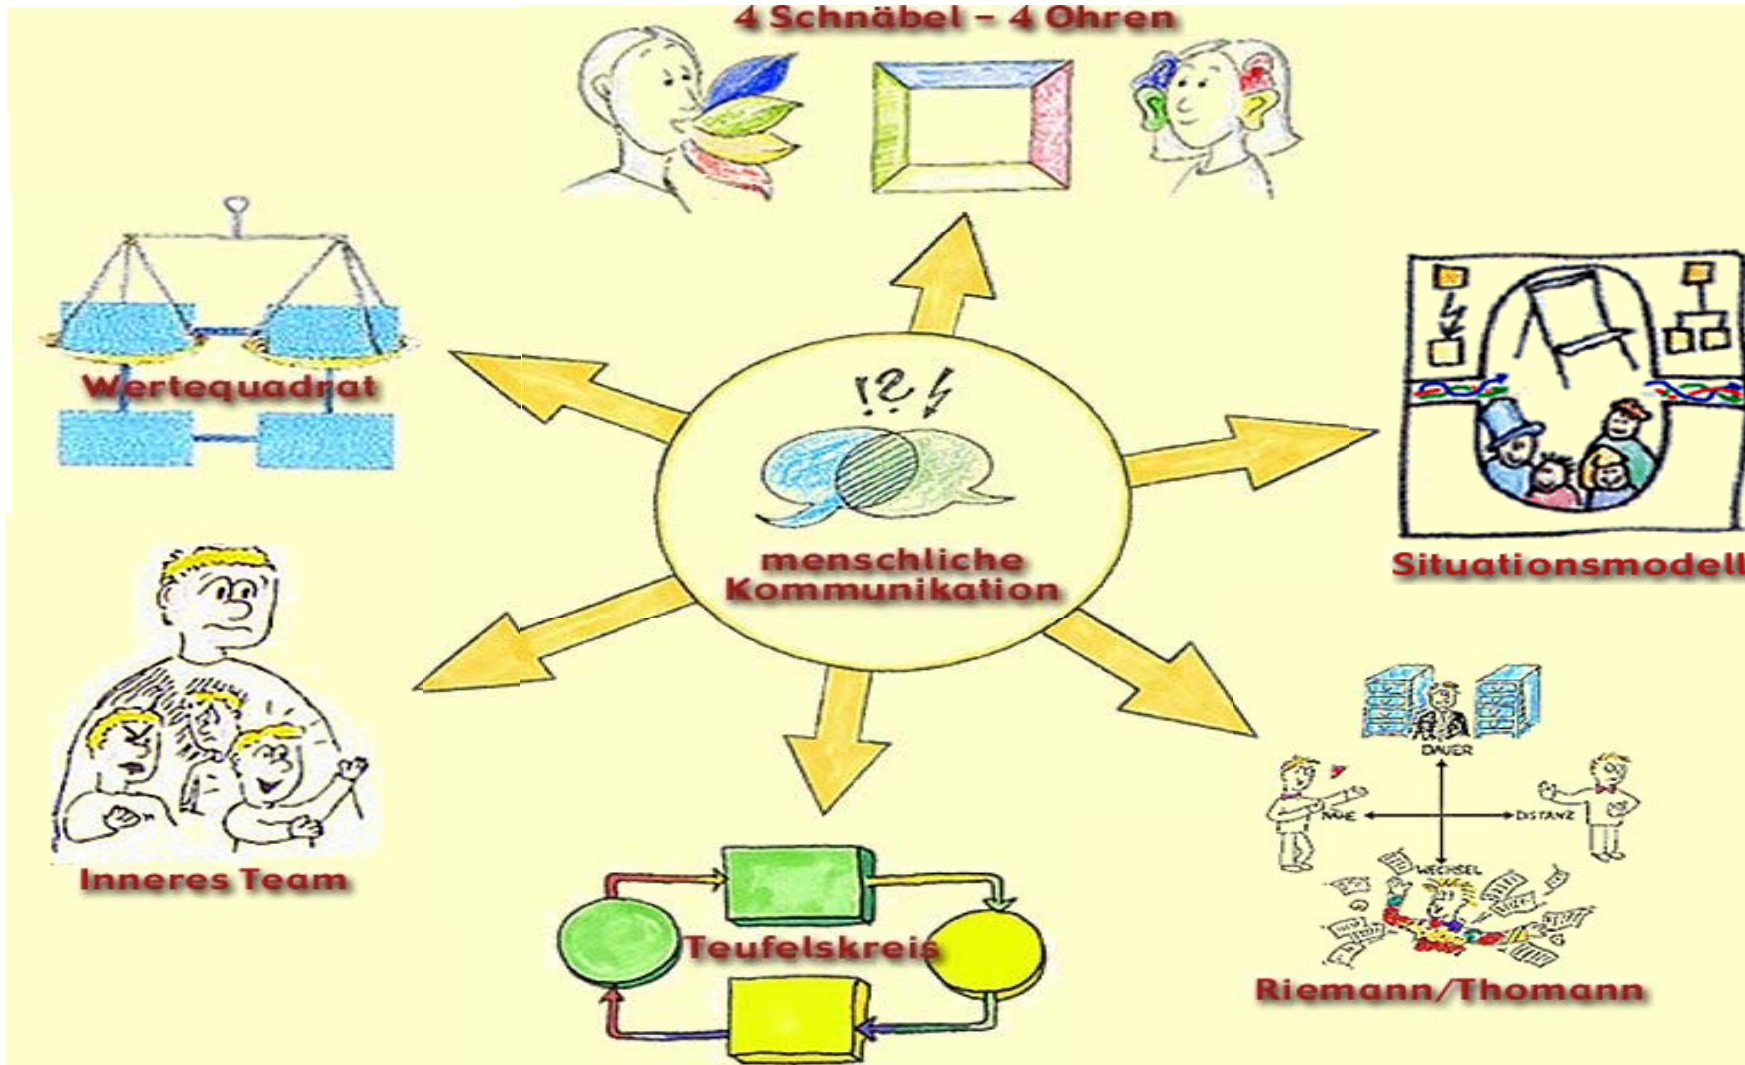 4 Schnäbel – 4 Ohren
!?
Wertequadrat
menschliche
Kommunikation
Situationsmodell
Inneres Team
Teufelskreis
DAUER
NÄHE
DISTANZ
WECHSEL
Riemann/Thomann